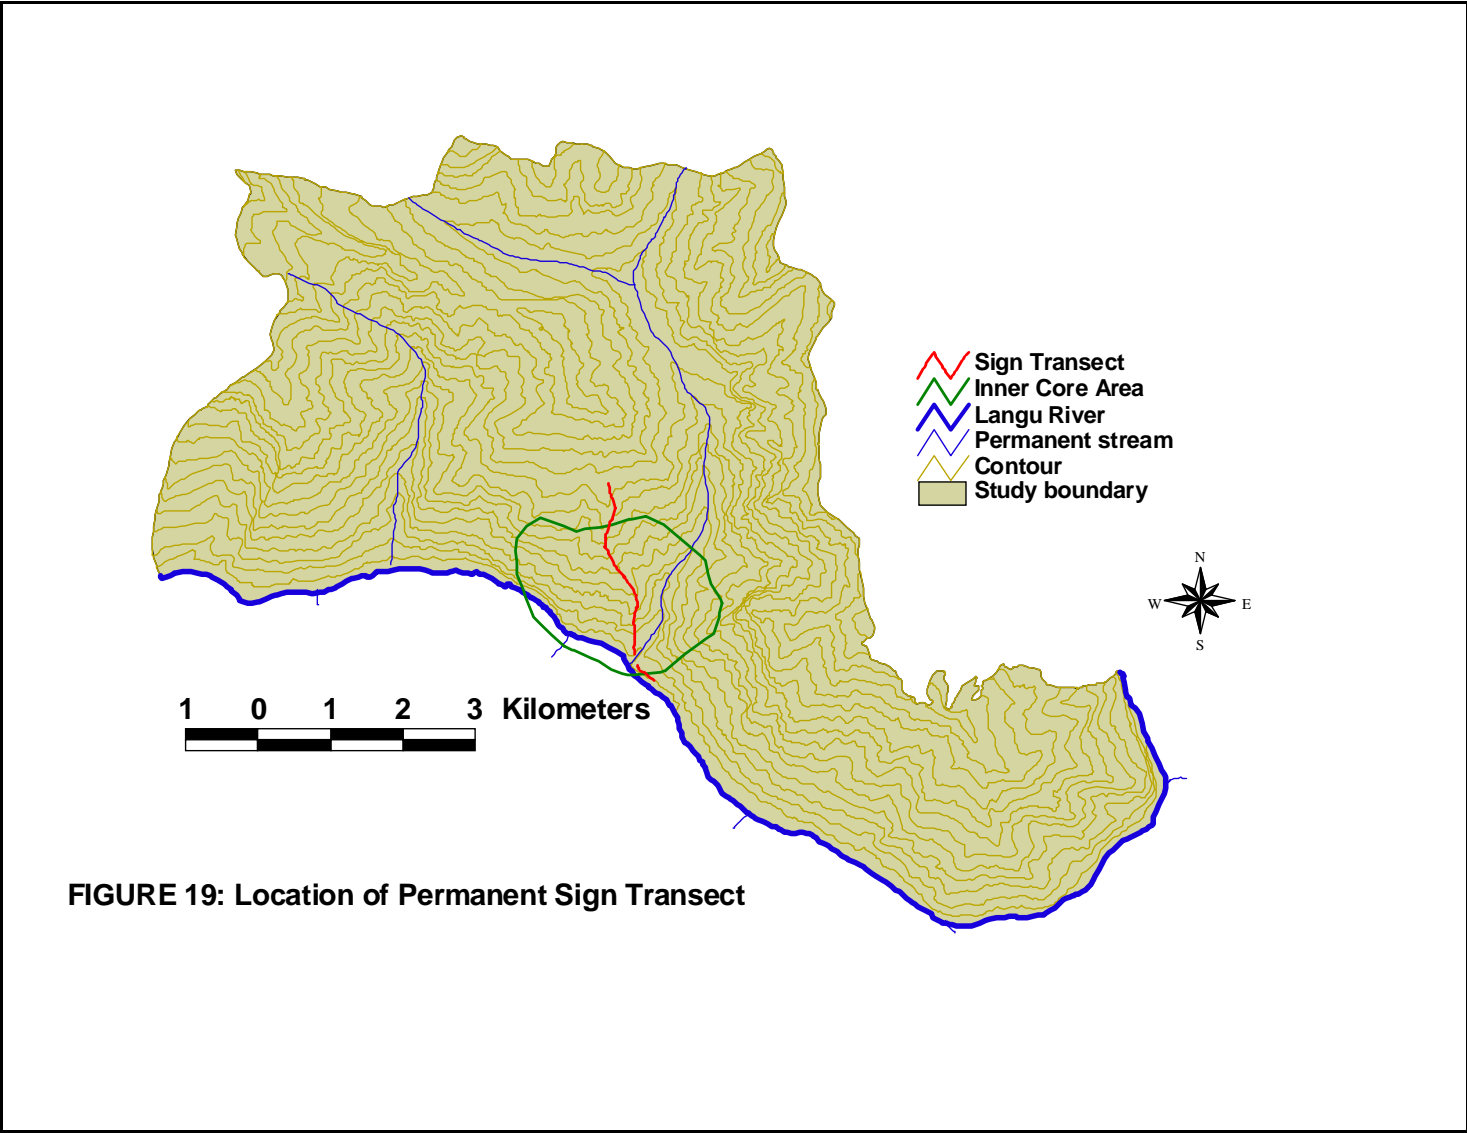 Sign Transect
Inner Core Area
Langu River
Permanent stream
Contour
Study boundary
N
W E
S
1 0 1 2 3 Kilometers
FIGURE 19: Location of Permanent Sign Transect